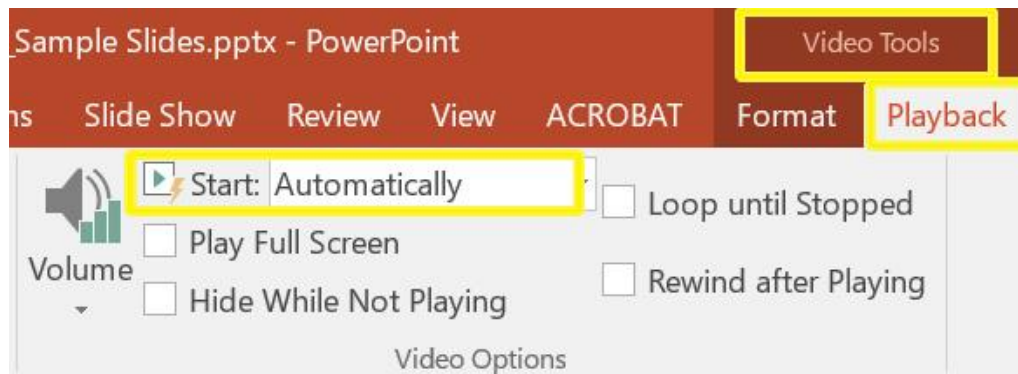 _Sample Slides.pptx - PowerPoint
Video Tools
ns Slide Show Review View ACROBAT Format Playback
Start: Automatically
Loop until Stopped
Play Full Screen
Volume
Rewind after Playing
Hide While Not Playing
Video Options